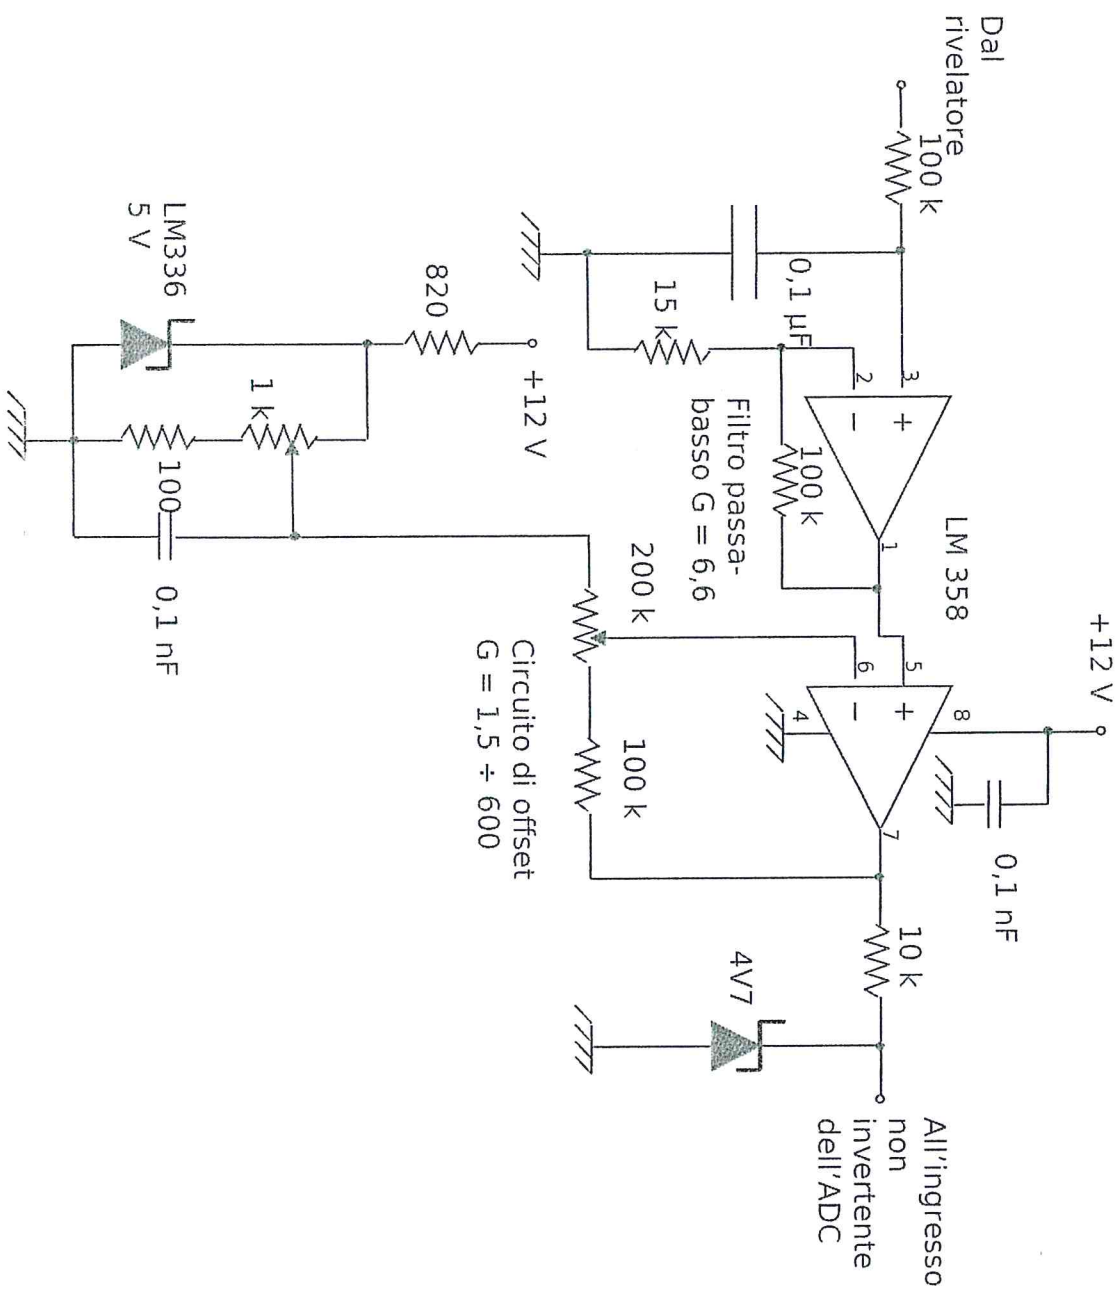 Dal
rivelatore
100 k
0,1 µF
15 k
3
2
+
−
1
100 k
Filtro passa-
basso G = 6,6
LM 358
+12 V
8
0,1 nF
5
6
+
−
4
7
200 k
100 k
Circuito di offset
G = 1,5 ÷ 600
10 k
4V7
All'ingresso
non
invertente
dell'ADC
+12 V
820
LM336
5 V
1 k
100
0,1 nF